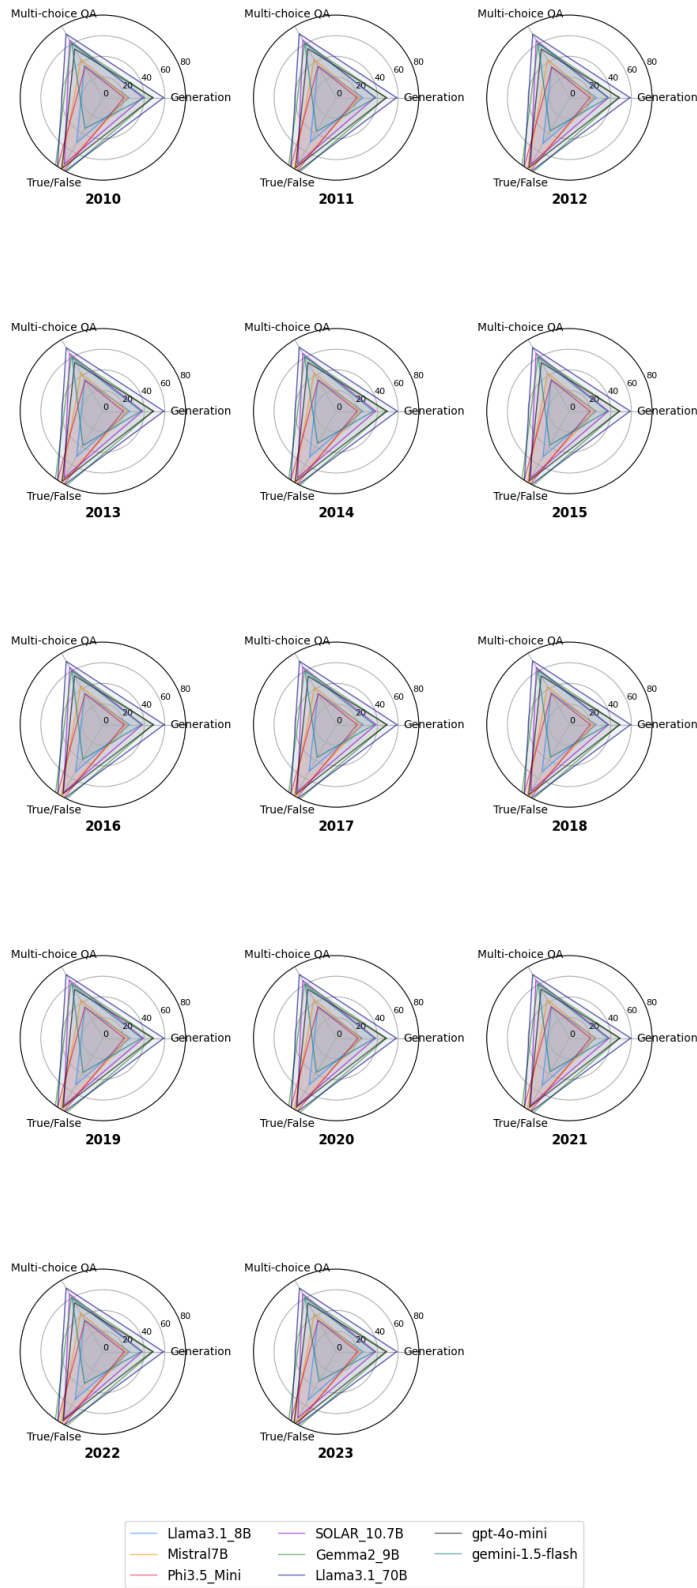 Multi-choice QA Multi-choice QA Multi-choice QA
80 80 80
60 60 60
40 40 40
20 20 20
0 Generation 0 Generation 0 Generation
True/False True/False True/False
2010 2011 2012
Multi-choice QA Multi-choice QA Multi-choice QA
80 80 80
60 60 60
40 40 40
20 20 20
0 Generation 0 Generation 0 Generation
True/False True/False True/False
2013 2014 2015
Multi-choice QA Multi-choice QA Multi-choice QA
80 80 80
60 60 60
40 40 40
20 20 20
0 Generation 0 Generation 0 Generation
True/False True/False True/False
2016 2017 2018
Multi-choice QA Multi-choice QA Multi-choice QA
80 80 80
60 60 60
40 40 40
20 20 20
0 Generation 0 Generation 0 Generation
True/False True/False True/False
2019 2020 2021
Multi-choice QA Multi-choice QA
80 80
60 60
40 40
20 20
0 Generation 0 Generation
True/False True/False
2022 2023
Llama3.1_8B SOLAR_10.7B gpt-4o-mini
Mistral7B Gemma2_9B gemini-1.5-flash
Phi3.5_Mini Llama3.1_70B